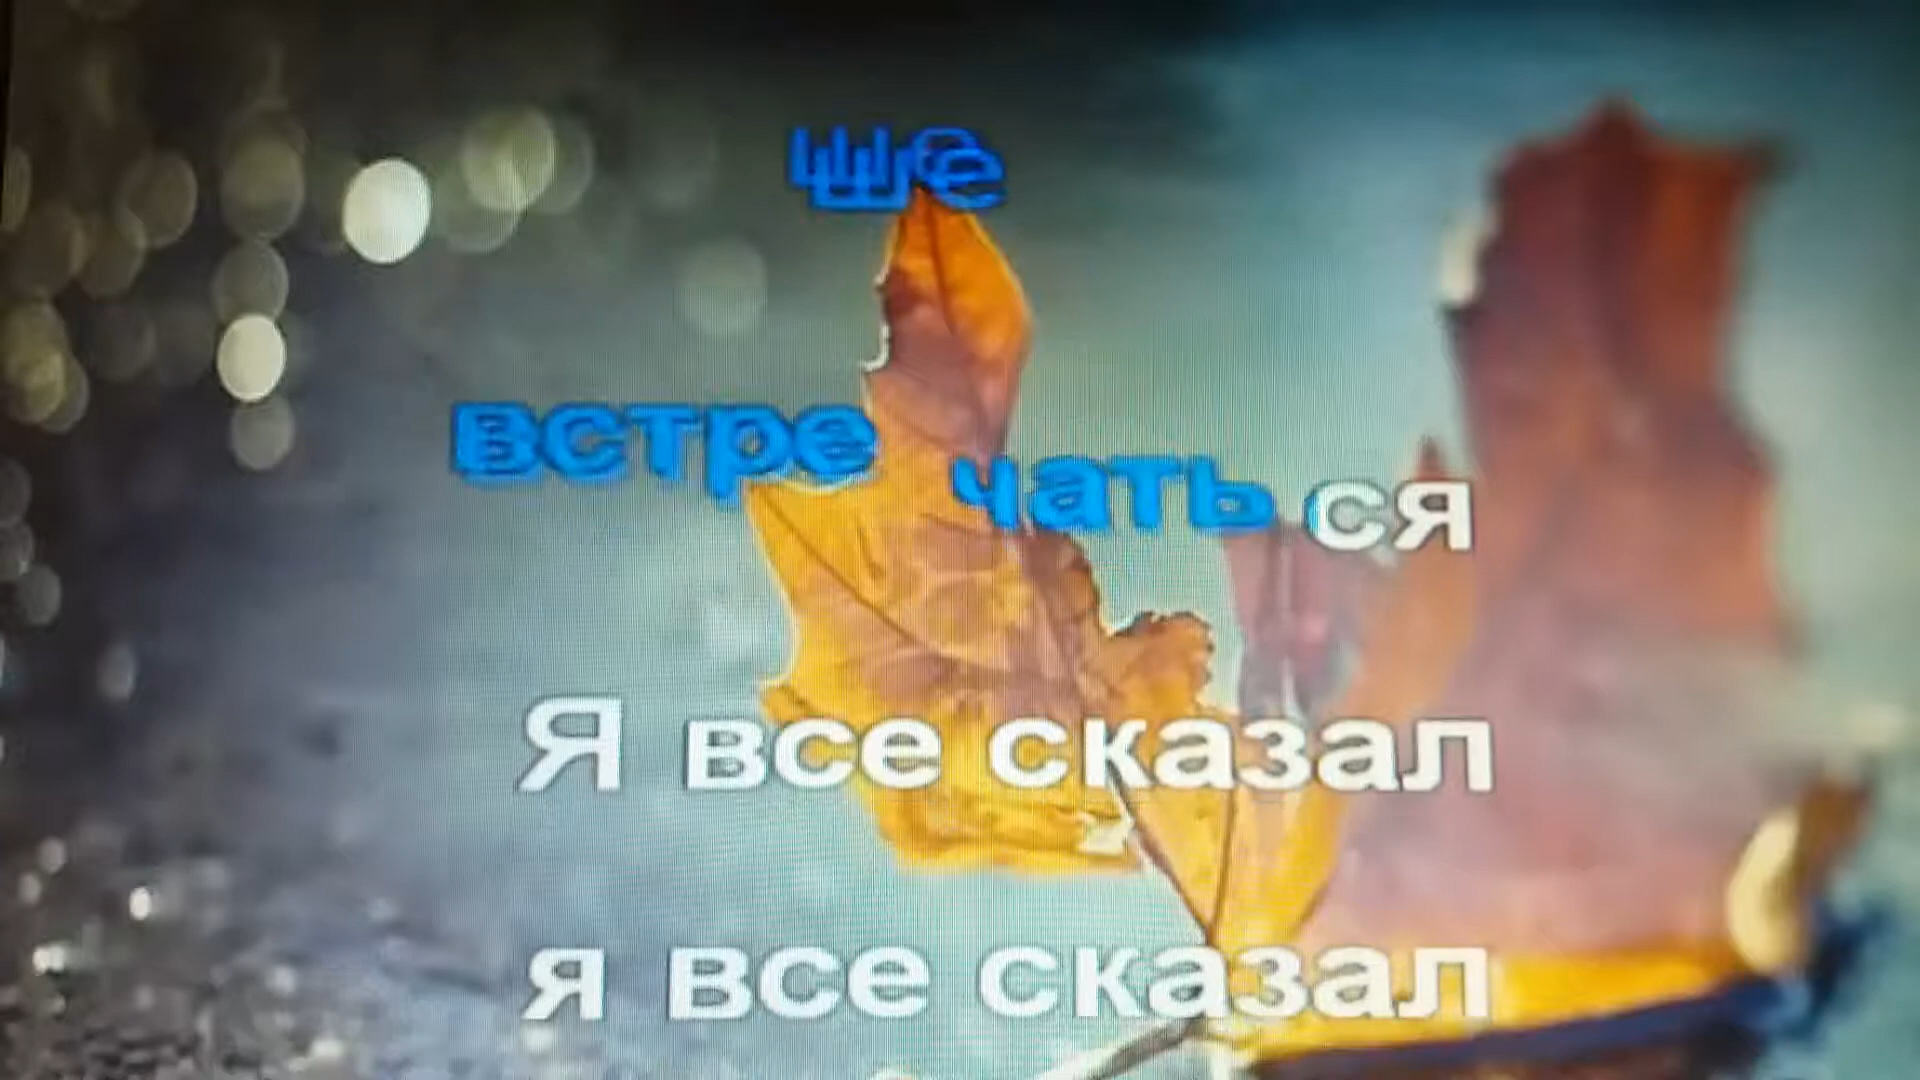 ше
встре чать ся
Я все сказал
я все сказал